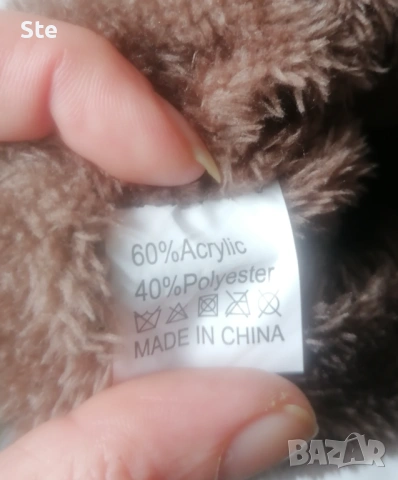 Ste
60%Acrylic
40%Polyester
MADE IN CHINA
BAZAR